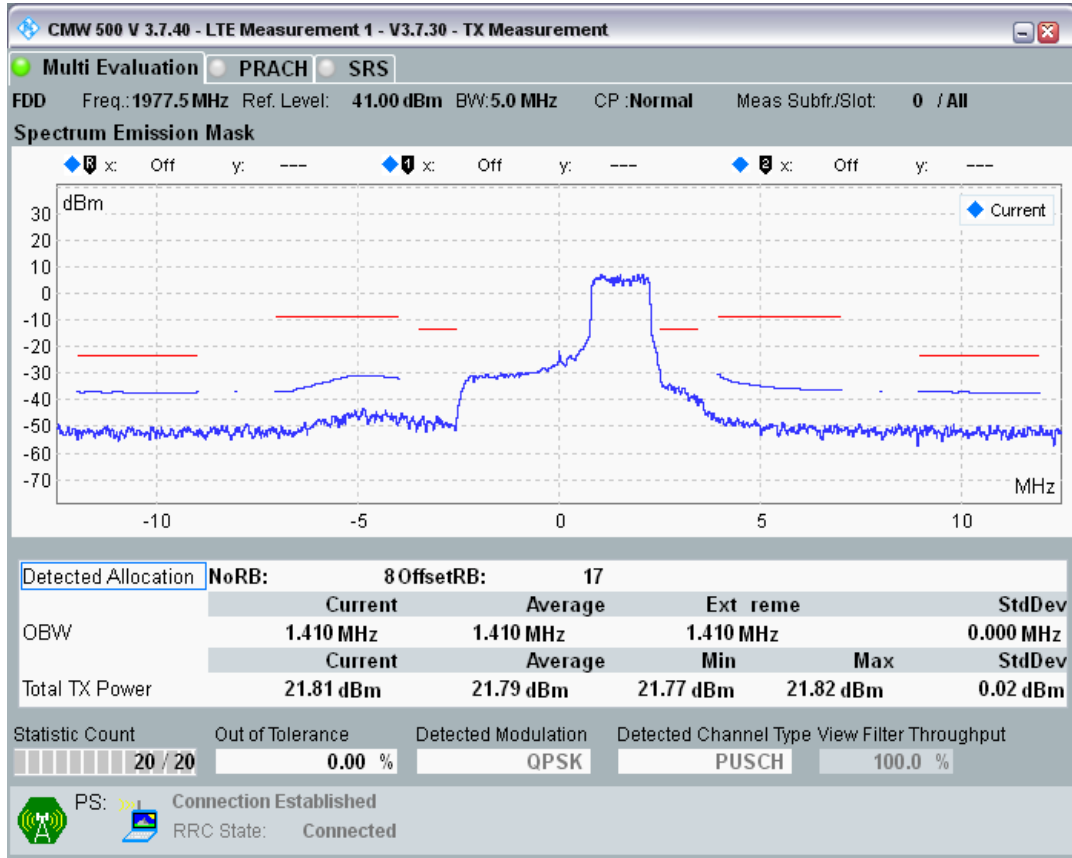 CMW 500 V 3.7.40 - LTE Measurement 1 - V3.7.30 - TX Measurement
Multi Evaluation PRACH SRS
FDD Freq.: 1977.5 MHz Ref. Level: 41.00 dBm BW: 5.0 MHz CP : Normal Meas Subfr./Slot: 0 / All
Spectrum Emission Mask
R x: Off y: --- 1 x: Off y: --- 2 x: Off y: ---
dBm
Current
30
20
10
0
-10
-20
-30
-40
-50
-60
-70
MHz
-10 -5 0 5 10
Detected Allocation NoRB: 8 OffsetRB: 17
Current Average Ext reme StdDev
OBW 1.410 MHz 1.410 MHz 1.410 MHz 0.000 MHz
Current Average Min Max StdDev
Total TX Power 21.81 dBm 21.79 dBm 21.77 dBm 21.82 dBm 0.02 dBm
Statistic Count Out of Tolerance Detected Modulation Detected Channel Type View Filter Throughput
20 / 20 0.00 % QPSK PUSCH 100.0 %
PS: Connection Established
RRC State: Connected